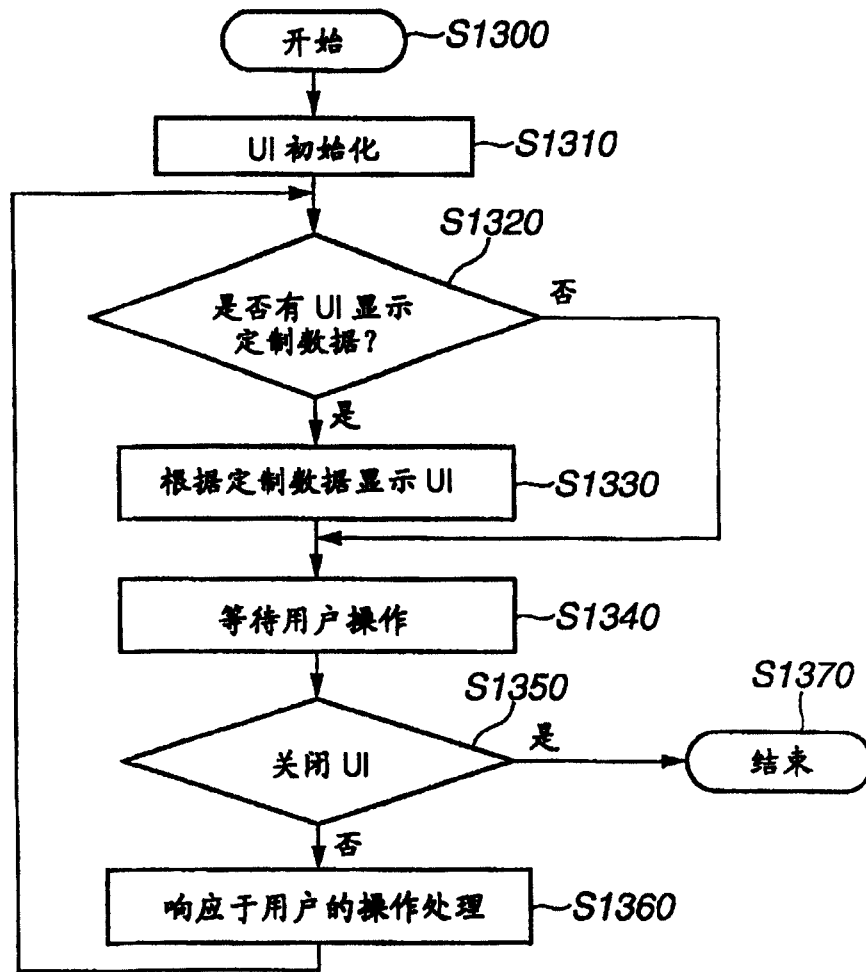 开始
S1300
UI 初始化
S1310
S1320
是否有 UI 显示
定制数据?
否
是
根据定制数据显示 UI
S1330
等待用户操作
S1340
S1350
关闭 UI
是
S1370
结束
否
响应于用户的操作处理
S1360